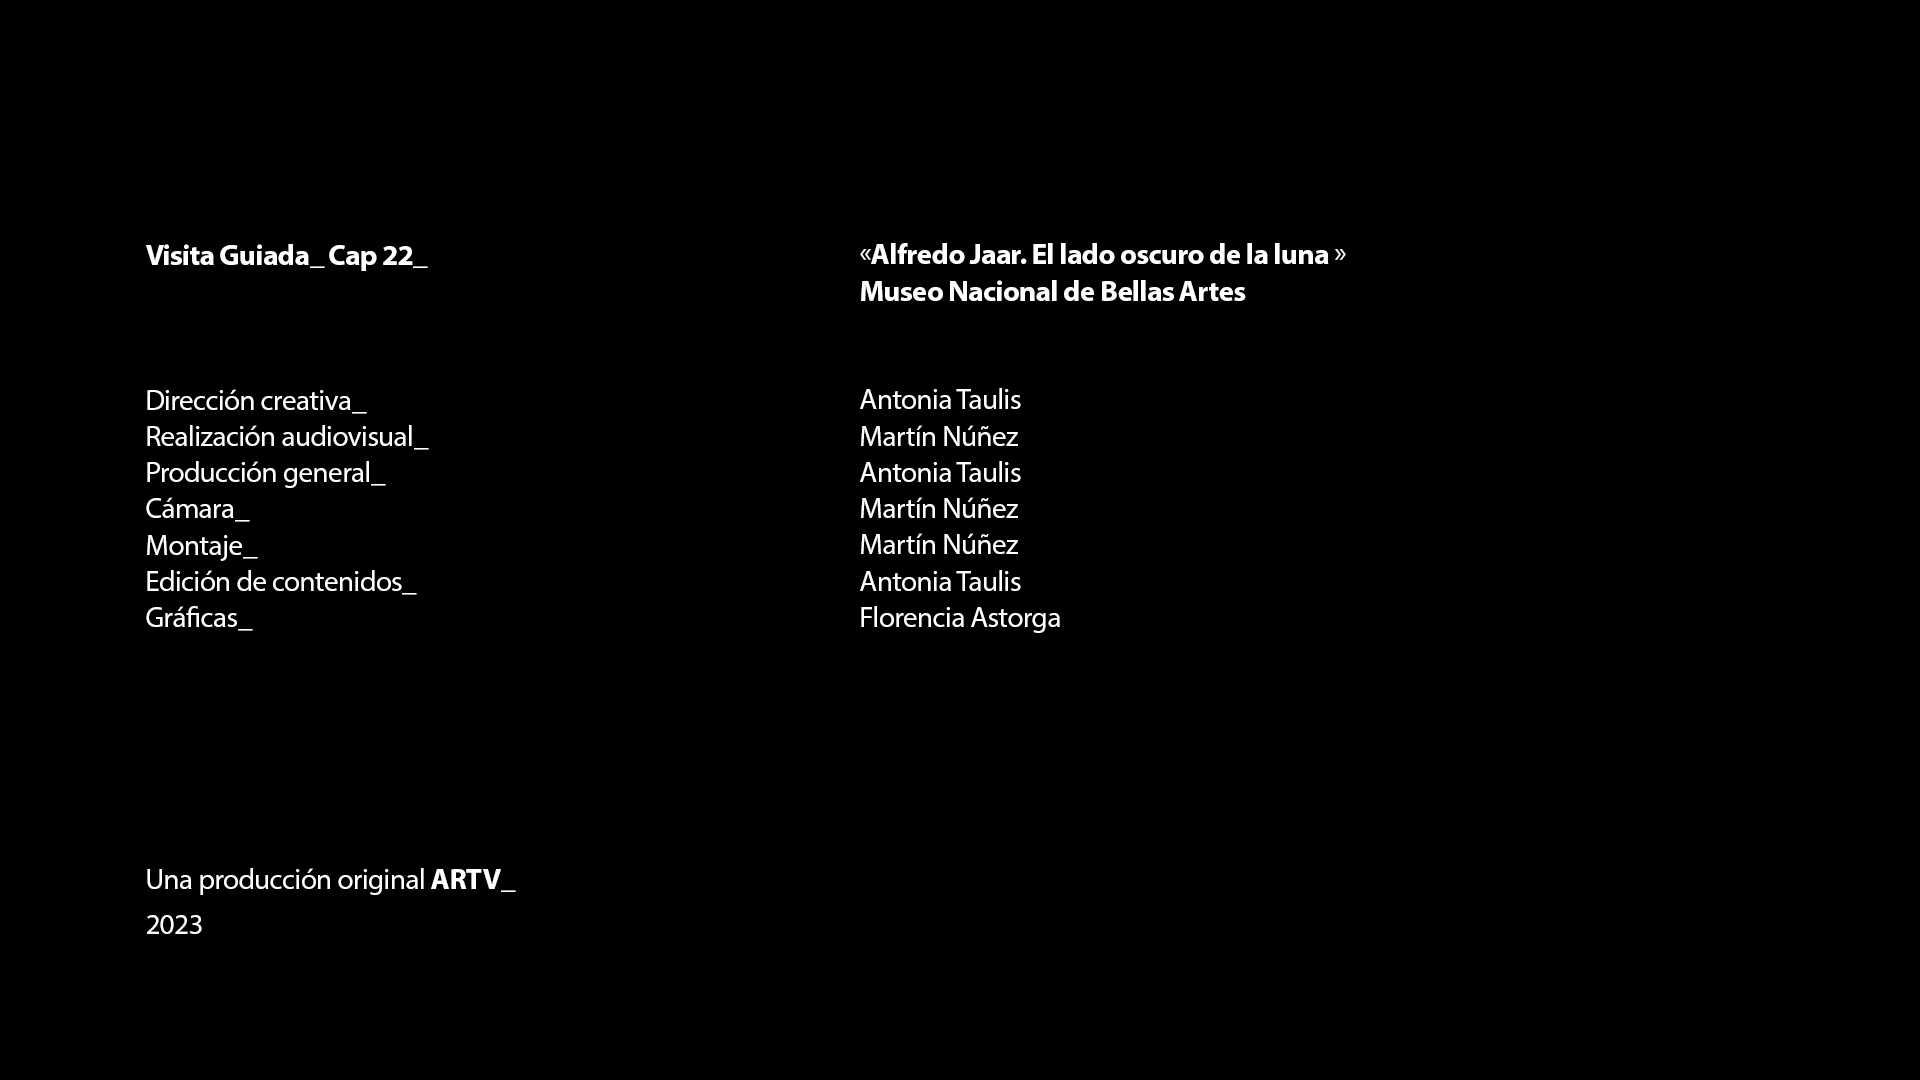 Visita Guiada_ Cap 22_
«Alfredo Jaar. El lado oscuro de la luna »
Museo Nacional de Bellas Artes
Dirección creativa_ Antonia Taulis
Realización audiovisual_ Martín Núñez
Producción general_ Antonia Taulis
Cámara_ Martín Núñez
Montaje_ Martín Núñez
Edición de contenidos_ Antonia Taulis
Gráficas_ Florencia Astorga
Una producción original ARTV_
2023